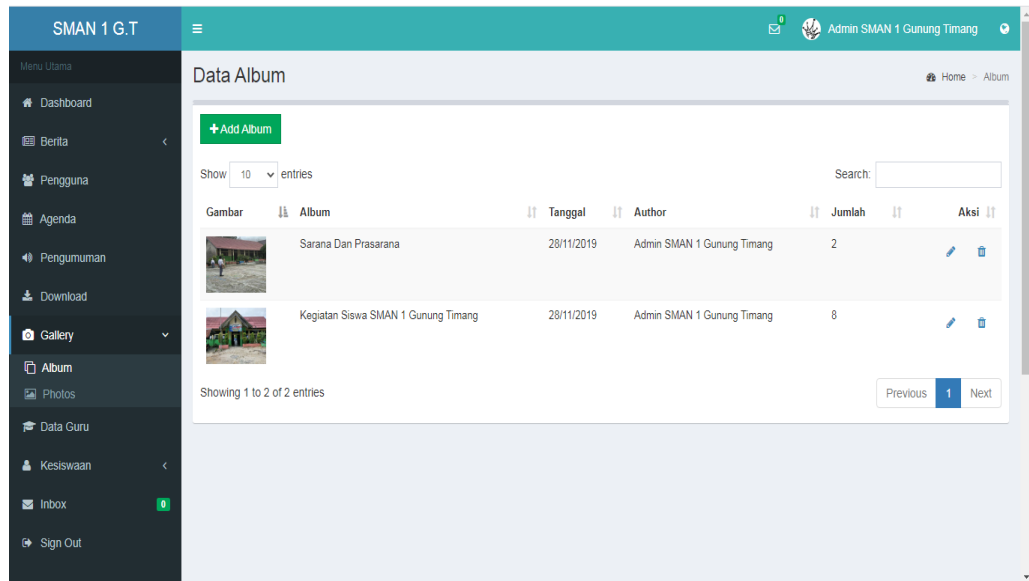 SMAN 1 G.T
0
Admin SMAN 1 Gunung Timang
Menu Utama
Dashboard
Berita
Pengguna
Agenda
Pengumuman
Download
Gallery
Album
Photos
Data Guru
Kesiswaan
Inbox 0
Sign Out
Data Album
Home > Album
+ Add Album
Show 10 entries
Search:
Gambar Album Tanggal Author Jumlah Aksi
Sarana Dan Prasarana 28/11/2019 Admin SMAN 1 Gunung Timang 2
Kegiatan Siswa SMAN 1 Gunung Timang 28/11/2019 Admin SMAN 1 Gunung Timang 8
Showing 1 to 2 of 2 entries
Previous 1 Next